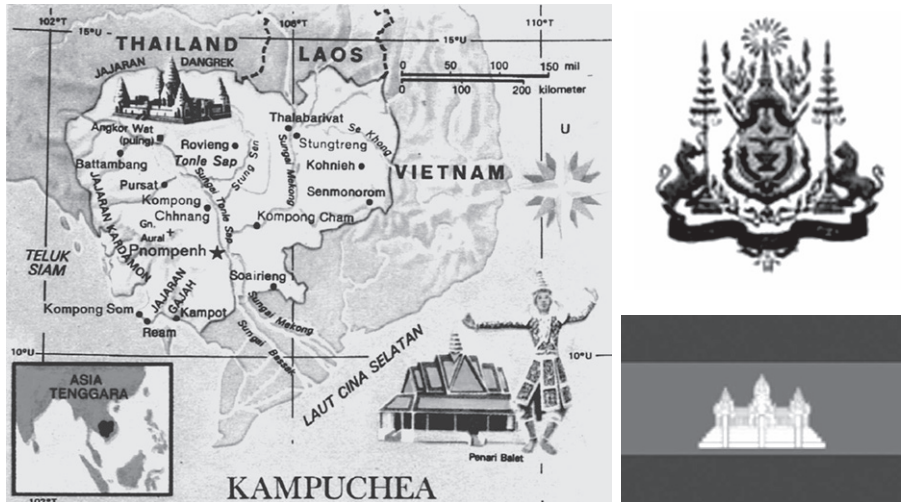 102°T
106°T
110°T
15°U
THAILAND
LAOS
15°U
JAJARAN
DANGREK
0 50 100 150 mil
0 100 200 kilometer
U
Thalabarivat
Se Khong
Angkor Wat
(puing)
Rovieng
Stungtreng
Battambang
Tonle Sap
Stung Sen
Sungai Mekong
Kohnieh
VIETNAM
Pursat
Sungai Tonle Sap
Senmonorom
JAJARAN KARDAMON
Kompong
Chhnang
Kompong Cham
Gn.
Aural
Pnompenh
TELUK
SIAM
Soairieng
JAJARAN
GAJAH
Kompong Som
Kampot
Ream
Sungai Mekong
Sungai Bassak
10°U
10°U
LAUT CINA SELATAN
ASIA
TENGGARA
Penari Balet
KAMPUCHEA
102°T